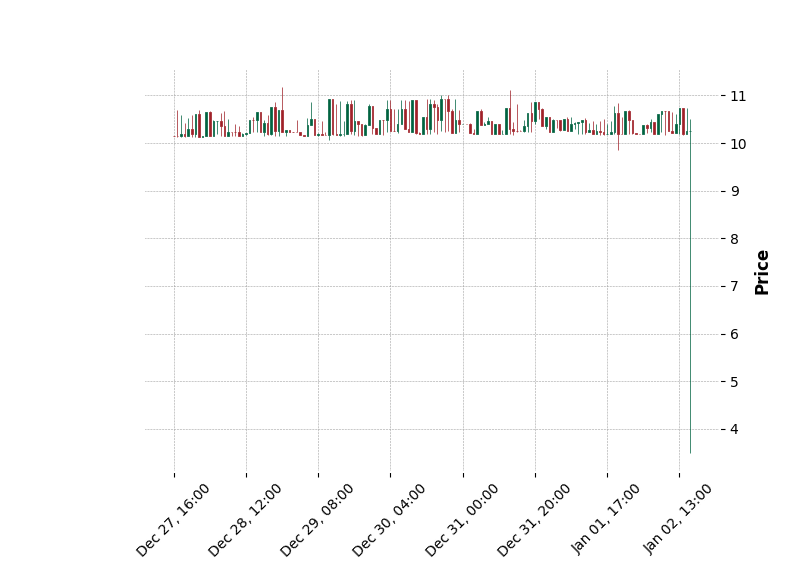 11
10
9
8
7
6
5
4
Price
Dec 27, 16:00
Dec 28, 12:00
Dec 29, 08:00
Dec 30, 04:00
Dec 31, 00:00
Dec 31, 20:00
Jan 01, 17:00
Jan 02, 13:00